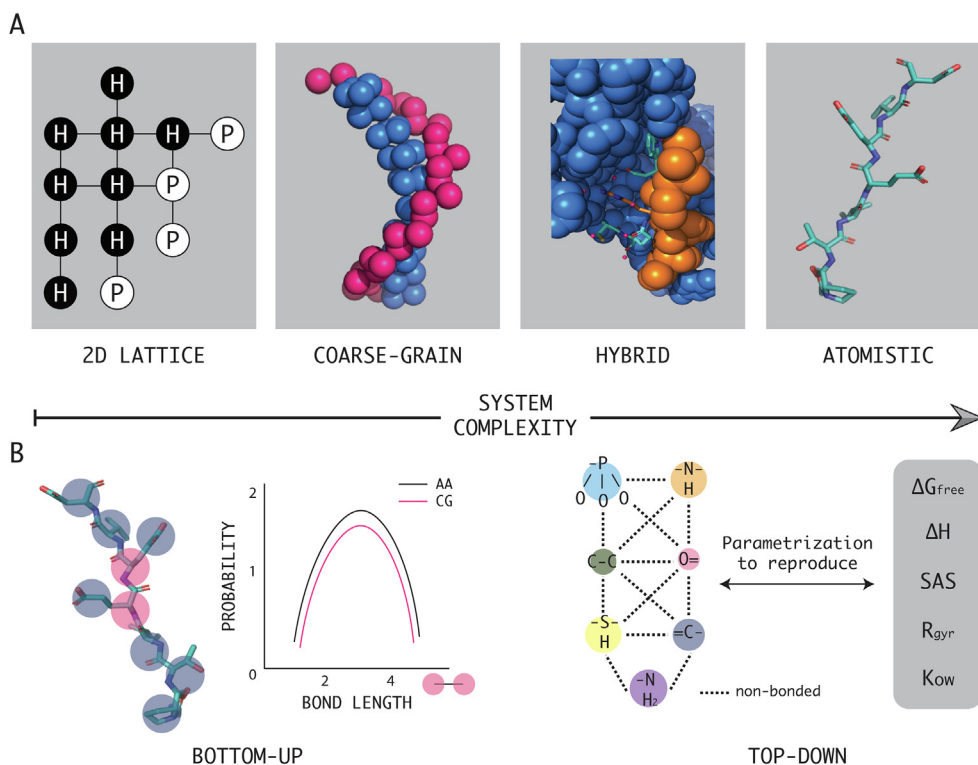 A
H
H H H P
H H P
H H P
H P
2D LATTICE
COARSE-GRAIN
HYBRID
ATOMISTIC
SYSTEM
COMPLEXITY
B
2
1
0
PROBABILITY
AA
CG
2 4
BOND LENGTH
BOTTOM-UP
-P
/ | \
O O O
-N-
H
C-C
O=
-S-
H
=C-
-N
H₂
non-bonded
Parametrization
to reproduce
ΔGfree
ΔH
SAS
Rgyr
Kow
TOP-DOWN